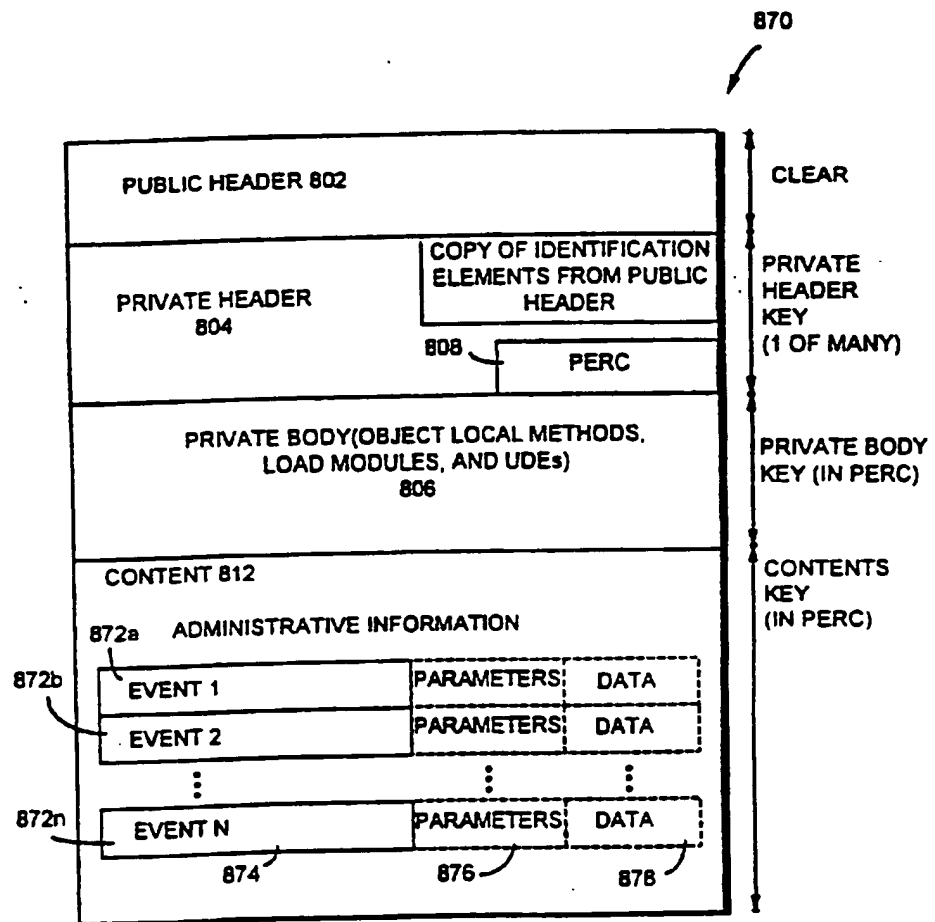 870
PUBLIC HEADER 802
CLEAR
COPY OF IDENTIFICATION
ELEMENTS FROM PUBLIC
HEADER
PRIVATE HEADER
804
808
PERC
PRIVATE
HEADER
KEY
(1 OF MANY)
PRIVATE BODY(OBJECT LOCAL METHODS,
LOAD MODULES, AND UDEs)
806
PRIVATE BODY
KEY (IN PERC)
CONTENT 812
CONTENTS
KEY
(IN PERC)
ADMINISTRATIVE INFORMATION
872a
EVENT 1
PARAMETERS
DATA
872b
EVENT 2
PARAMETERS
DATA
872n
EVENT N
PARAMETERS
DATA
874
876
878